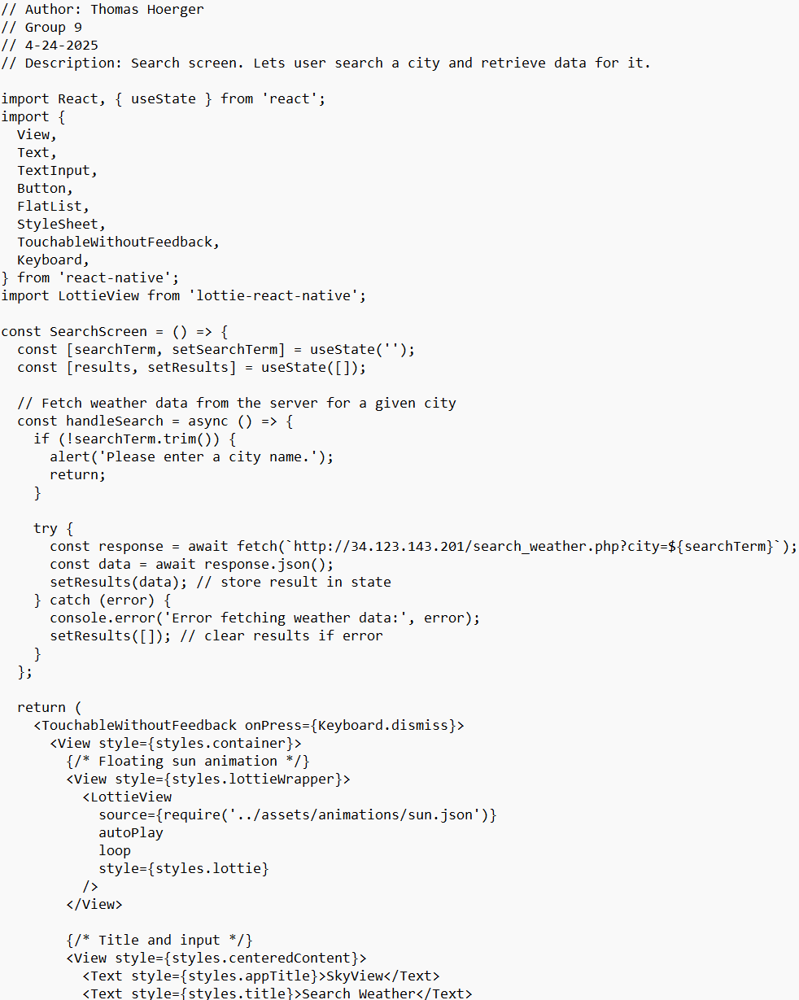 // Author: Thomas Hoerger
// Group 9
// 4-24-2025
// Description: Search screen. Lets user search a city and retrieve data for it.

import React, { useState } from 'react';
import {
  View,
  Text,
  TextInput,
  Button,
  FlatList,
  StyleSheet,
  TouchableWithoutFeedback,
  Keyboard,
} from 'react-native';
import LottieView from 'lottie-react-native';

const SearchScreen = () => {
  const [searchTerm, setSearchTerm] = useState('');
  const [results, setResults] = useState([]);

  // Fetch weather data from the server for a given city
  const handleSearch = async () => {
    if (!searchTerm.trim()) {
      alert('Please enter a city name.');
      return;
    }

    try {
      const response = await fetch(`http://34.123.143.201/search_weather.php?city=${searchTerm}`);
      const data = await response.json();
      setResults(data); // store result in state
    } catch (error) {
      console.error('Error fetching weather data:', error);
      setResults([]); // clear results if error
    }
  };

  return (
    <TouchableWithoutFeedback onPress={Keyboard.dismiss}>
      <View style={styles.container}>
        {/* Floating sun animation */}
        <View style={styles.lottieWrapper}>
          <LottieView
            source={require('../assets/animations/sun.json')}
            autoPlay
            loop
            style={styles.lottie}
          />
        </View>

        {/* Title and input */}
        <View style={styles.centeredContent}>
          <Text style={styles.appTitle}>SkyView</Text>
          <Text style={styles.title}>Search Weather</Text>